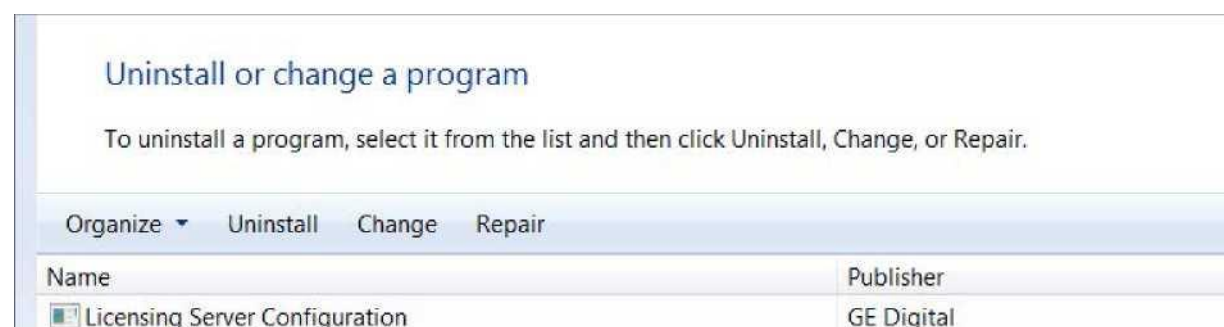 Uninstall or change a program
To uninstall a program, select it from the list and then click Uninstall, Change, or Repair.
Organize Uninstall Change Repair
Name Publisher
Licensing Server Configuration GE Digital